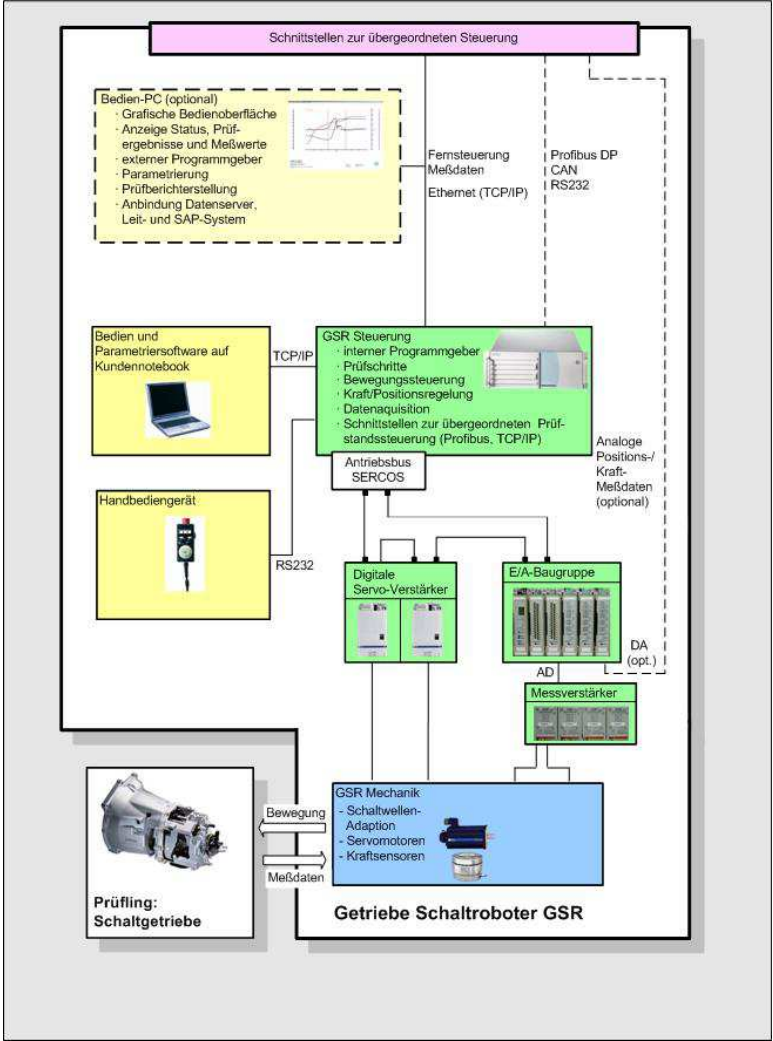 Schnittstellen zur übergeordneten Steuerung
Bedien-PC (optional)
· Grafische Bedienoberfläche
· Anzeige Status, Prüf-
ergebnisse und Meßwerte
· externer Programmgeber
· Parametrierung
· Prüfberichterstellung
· Anbindung Datenserver,
Leit- und SAP-System
Fernsteuerung
Meßdaten
Ethernet (TCP/IP)
Profibus DP
CAN
RS232
Bedien und
Parametriersoftware auf
Kundennotebook
TCP/IP
GSR Steuerung
· interner Programmgeber
· Prüfschritte
· Bewegungssteuerung
· Kraft/Positionsregelung
· Datenaquisition
· Schnittstellen zur übergeordneten Prüf-
standssteuerung (Profibus, TCP/IP)
Analoge
Positions-/
Kraft-
Meßdaten
(optional)
Antriebsbus
SERCOS
Handbediengerät
RS232
Digitale
Servo-Verstärker
E/A-Baugruppe
DA
(opt.)
AD
Messverstärker
GSR Mechanik
- Schaltwellen-
Adaption
- Servomotoren
- Kraftsensoren
Bewegung
Meßdaten
Prüfling:
Schaltgetriebe
Getriebe Schaltroboter GSR